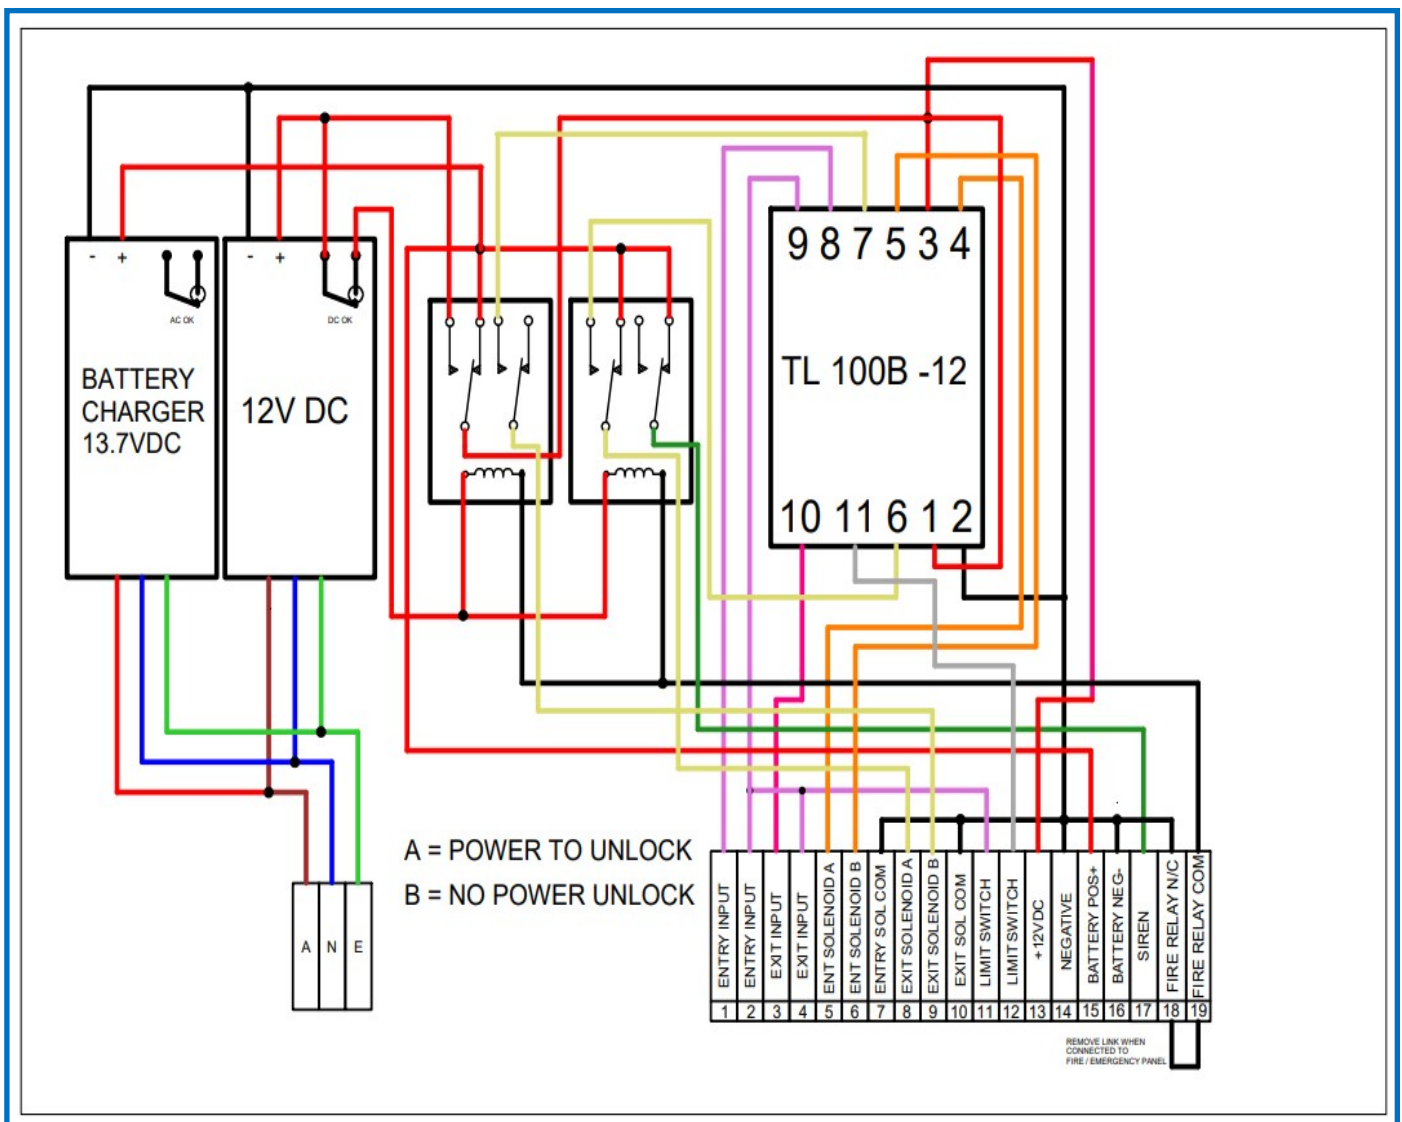 - +
AC OK
BATTERY
CHARGER
13.7VDC
- +
DC OK
12V DC
9 8 7 5 3 4
TL 100B -12
10 11 6 1 2
A = POWER TO UNLOCK
B = NO POWER UNLOCK
A N E
ENTRY INPUT
ENTRY INPUT
EXIT INPUT
EXIT INPUT
ENT SOLENOID A
ENT SOLENOID B
ENTRY SOL COM
EXIT SOLENOID A
EXIT SOLENOID B
EXIT SOL COM
LIMIT SWITCH
LIMIT SWITCH
+12VDC
NEGATIVE
BATTERY POS+
BATTERY NEG-
SIREN
FIRE RELAY N/C
FIRE RELAY COM
1 2 3 4 5 6 7 8 9 10 11 12 13 14 15 16 17 18 19
REMOVE LINK WHEN
CONNECTED TO
FIRE / EMERGENCY PANEL